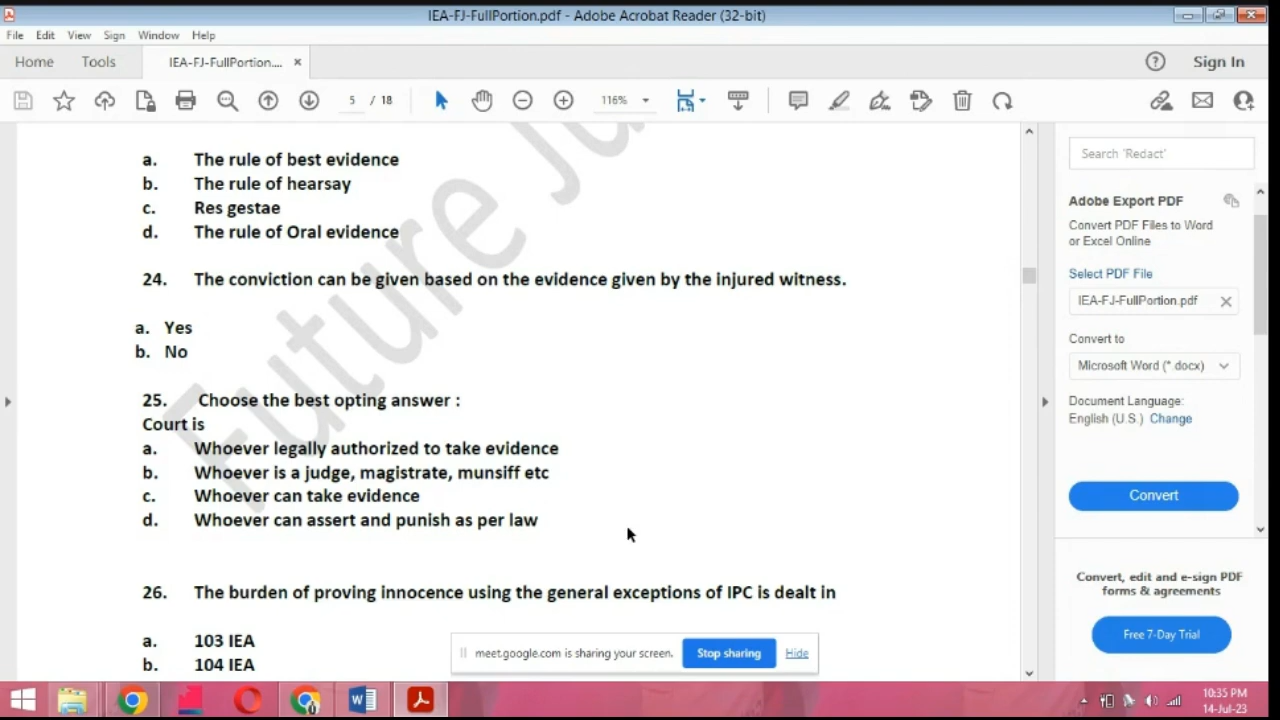 IEA-FJ-FullPortion.pdf - Adobe Acrobat Reader (32-bit)
File Edit View Sign Window Help
Home Tools IEA-FJ-FullPortion.... × Sign In
5 / 18 116%
a. The rule of best evidence
b. The rule of hearsay
c. Res gestae
d. The rule of Oral evidence
24. The conviction can be given based on the evidence given by the injured witness.
a. Yes
b. No
25. Choose the best opting answer :
Court is
a. Whoever legally authorized to take evidence
b. Whoever is a judge, magistrate, munsiff etc
c. Whoever can take evidence
d. Whoever can assert and punish as per law
26. The burden of proving innocence using the general exceptions of IPC is dealt in
a. 103 IEA
b. 104 IEA
Future Ju
Search 'Redact'
Adobe Export PDF
Convert PDF Files to Word
or Excel Online
Select PDF File
IEA-FJ-FullPortion.pdf
Convert to
Microsoft Word (*.docx)
Document Language:
English (U.S.) Change
Convert
Convert, edit and e-sign PDF
forms & agreements
Free 7-Day Trial
meet.google.com is sharing your screen. Stop sharing Hide
10:35 PM
14-Jul-23